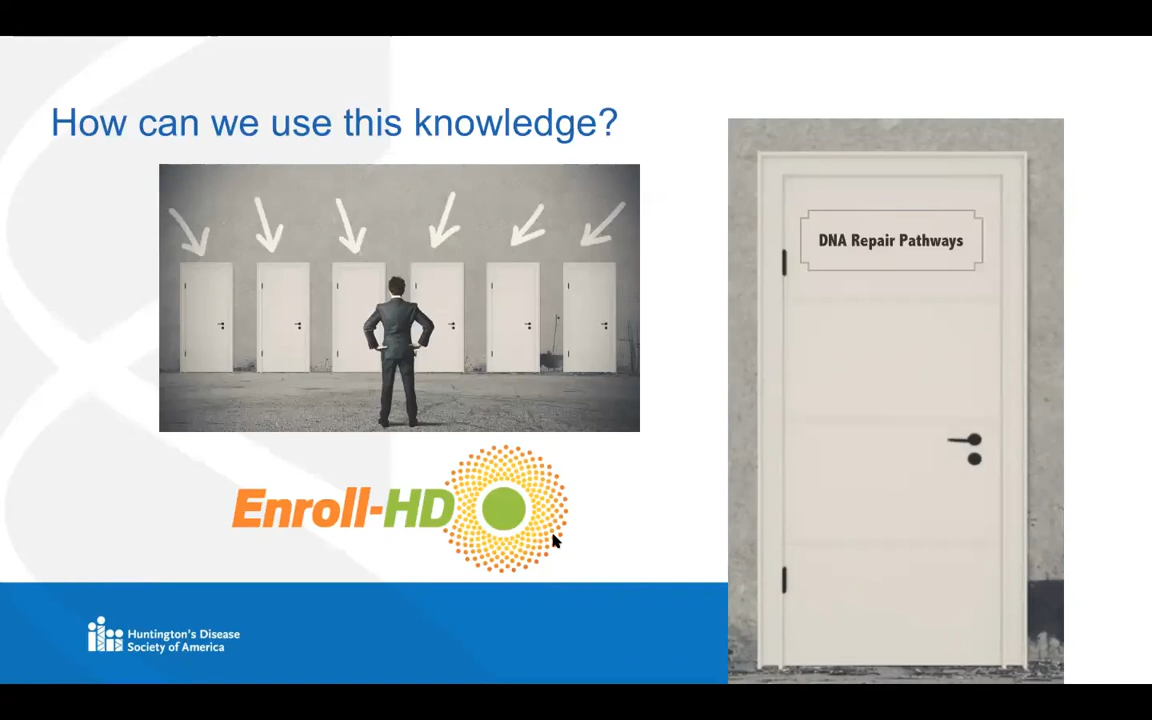 How can we use this knowledge?
DNA Repair Pathways
Enroll-HD
Huntington's Disease
Society of America